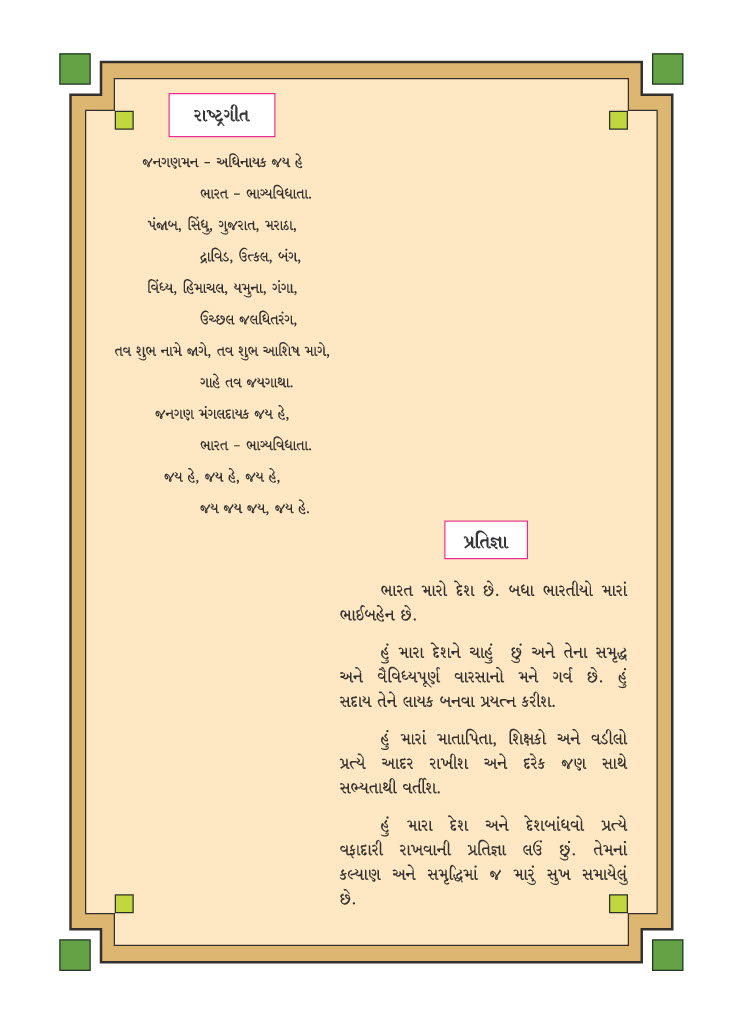 રાષ્ટ્રગીત
જનગણમન – અધિનાયક જય હે
ભારત – ભાગ્યવિધાતા.
પંજાબ, સિંધુ, ગુજરાત, મરાઠા,
દ્રાવિડ, ઉત્કલ, બંગ,
વિંધ્ય, હિમાચલ, યમુના, ગંગા,
ઉચ્છલ જલધિતરંગ,
તવ શુભ નામે જાગે, તવ શુભ આશિષ માગે,
ગાહે તવ જયગાથા.
જનગણ મંગલદાયક જય હે,
ભારત – ભાગ્યવિધાતા.
જય હે, જય હે, જય હે,
જય જય જય, જય હે.
પ્રતિજ્ઞા
ભારત મારો દેશ છે. બધા ભારતીયો મારાં
ભાઈબહેન છે.
હું મારા દેશને ચાહું છું અને તેના સમૃદ્ધ
અને વૈવિધ્યપૂર્ણ વારસાનો મને ગર્વ છે. હું
સદાય તેને લાયક બનવા પ્રયત્ન કરીશ.
હું મારાં માતાપિતા, શિક્ષકો અને વડીલો
પ્રત્યે આદર રાખીશ અને દરેક જણ સાથે
સભ્યતાથી વર્તીશ.
હું મારા દેશ અને દેશબાંધવો પ્રત્યે
વફાદારી રાખવાની પ્રતિજ્ઞા લઉં છું. તેમનાં
કલ્યાણ અને સમૃદ્ધિમાં જ મારું સુખ સમાયેલું
છે.